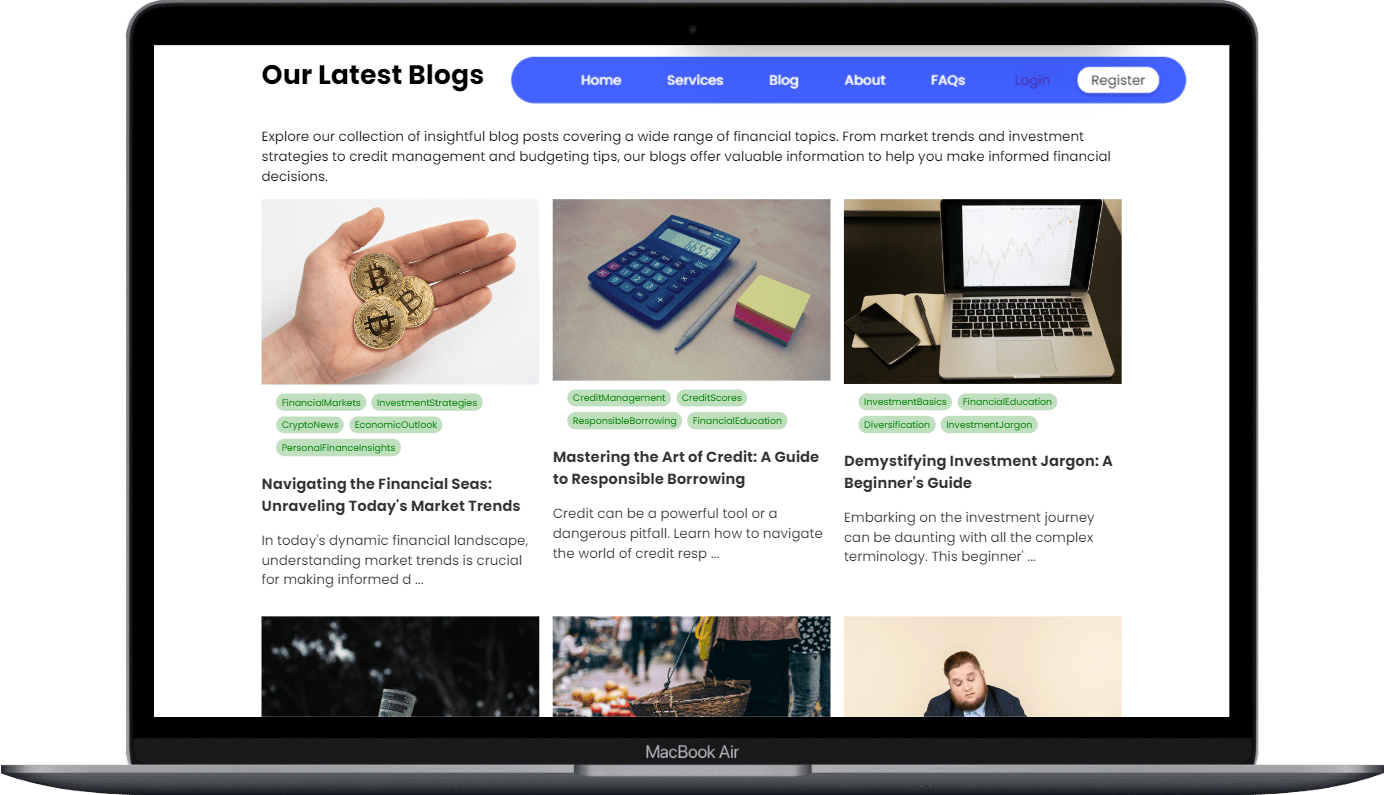 Our Latest Blogs
Home Services Blog About FAQs Login Register
Explore our collection of insightful blog posts covering a wide range of financial topics. From market trends and investment
strategies to credit management and budgeting tips, our blogs offer valuable information to help you make informed financial
decisions.
FinancialMarkets InvestmentStrategies
CryptoNews EconomicOutlook
PersonalFinanceInsights
Navigating the Financial Seas:
Unraveling Today's Market Trends
In today's dynamic financial landscape,
understanding market trends is crucial
for making informed d ...
CASIO
66557
CreditManagement CreditScores
ResponsibleBorrowing FinancialEducation
Mastering the Art of Credit: A Guide
to Responsible Borrowing
Credit can be a powerful tool or a
dangerous pitfall. Learn how to navigate
the world of credit resp ...
InvestmentBasics FinancialEducation
Diversification InvestmentJargon
Demystifying Investment Jargon: A
Beginner's Guide
Embarking on the investment journey
can be daunting with all the complex
terminology. This beginner' ...
MacBook Air